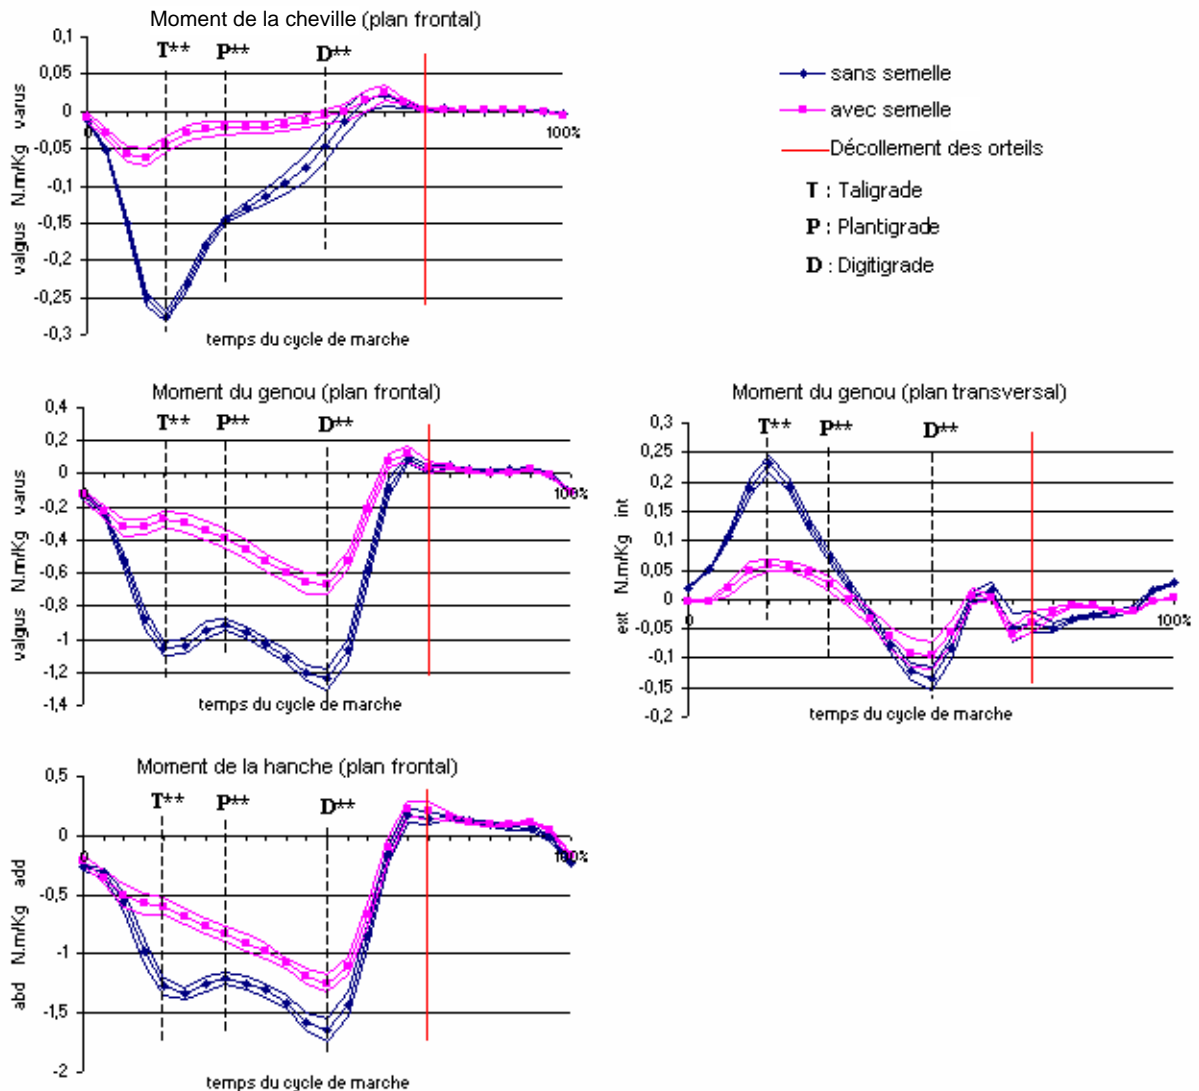 Moment de la cheville (plan frontal)
0,1
0,05
0
-0,05
-0,1
-0,15
-0,2
-0,25
-0,3
valgus N.m/Kg varus
T** P** D**
0
100%
temps du cycle de marche
sans semelle
avec semelle
Décollement des orteils
T : Taligrade
P : Plantigrade
D : Digitigrade
Moment du genou (plan frontal)
0,4
0,2
0
-0,2
-0,4
-0,6
-0,8
-1
-1,2
-1,4
valgus N.m/Kg varus
T** P** D**
0
100%
temps du cycle de marche
Moment du genou (plan transversal)
0,3
0,25
0,2
0,15
0,1
0,05
0
-0,05
-0,1
-0,15
-0,2
ext N.m/Kg int
T** P** D**
0
100%
temps du cycle de marche
Moment de la hanche (plan frontal)
0,5
0
-0,5
-1
-1,5
-2
abd N.m/Kg add
T** P** D**
0
100%
temps du cycle de marche